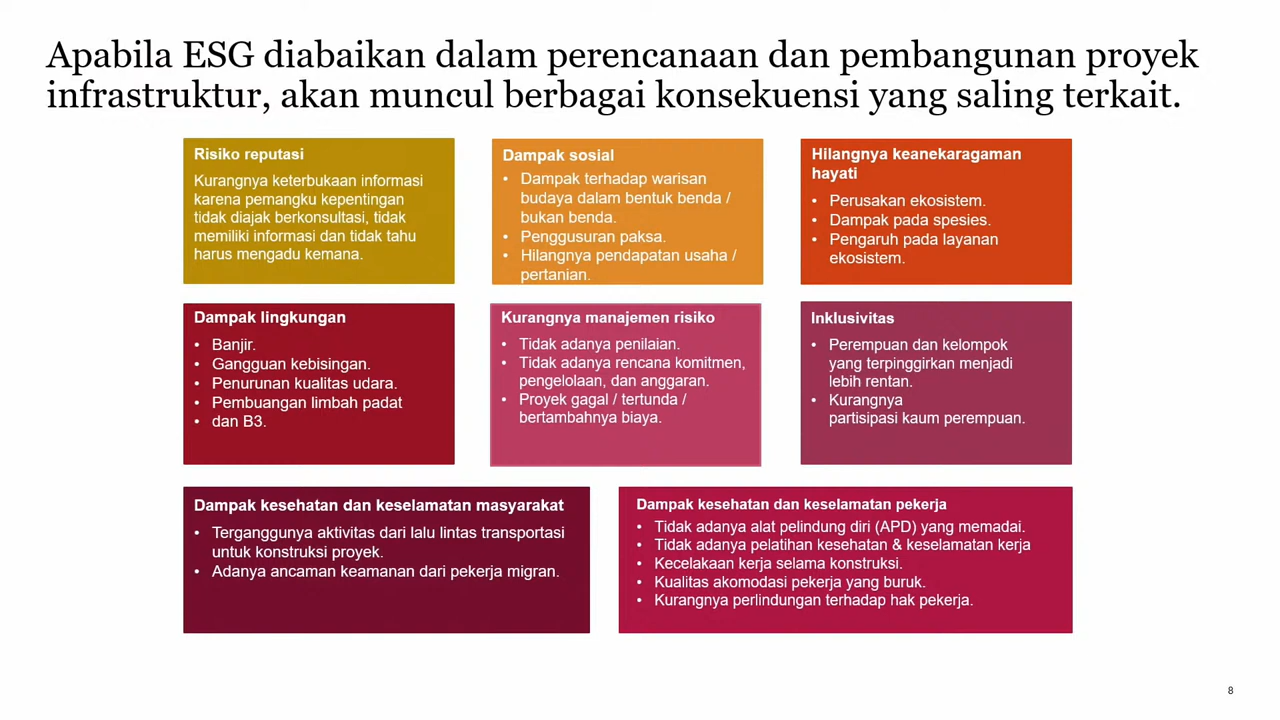 Apabila ESG diabaikan dalam perencanaan dan pembangunan proyek
infrastruktur, akan muncul berbagai konsekuensi yang saling terkait.
Risiko reputasi
Kurangnya keterbukaan informasi
karena pemangku kepentingan
tidak diajak berkonsultasi, tidak
memiliki informasi dan tidak tahu
harus mengadu kemana.
Dampak sosial
• Dampak terhadap warisan
budaya dalam bentuk benda /
bukan benda.
• Penggusuran paksa.
• Hilangnya pendapatan usaha /
pertanian.
Hilangnya keanekaragaman
hayati
• Perusakan ekosistem.
• Dampak pada spesies.
• Pengaruh pada layanan
ekosistem.
Dampak lingkungan
• Banjir.
• Gangguan kebisingan.
• Penurunan kualitas udara.
• Pembuangan limbah padat
• dan B3.
Kurangnya manajemen risiko
• Tidak adanya penilaian.
• Tidak adanya rencana komitmen,
pengelolaan, dan anggaran.
• Proyek gagal / tertunda /
bertambahnya biaya.
Inklusivitas
• Perempuan dan kelompok
yang terpinggirkan menjadi
lebih rentan.
• Kurangnya
partisipasi kaum perempuan.
Dampak kesehatan dan keselamatan masyarakat
• Terganggunya aktivitas dari lalu lintas transportasi
untuk konstruksi proyek.
• Adanya ancaman keamanan dari pekerja migran.
Dampak kesehatan dan keselamatan pekerja
• Tidak adanya alat pelindung diri (APD) yang memadai.
• Tidak adanya pelatihan kesehatan & keselamatan kerja
• Kecelakaan kerja selama konstruksi.
• Kualitas akomodasi pekerja yang buruk.
• Kurangnya perlindungan terhadap hak pekerja.
8